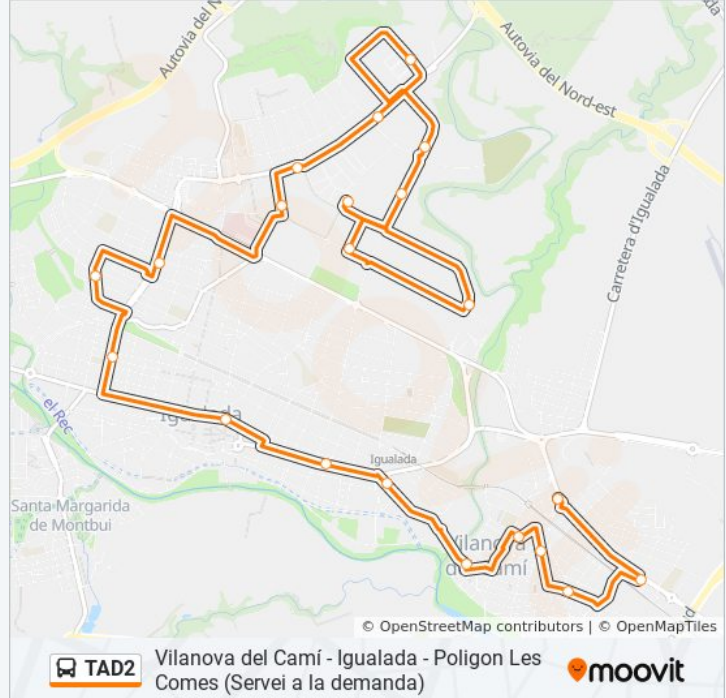 Autovia del N
Autovia del Nord-est
da
Carretera d'Igualada
el Rec
Igualada
Igualada
Santa Margarida
de Montbui
Vilanova
del Camí
d
© OpenStreetMap contributors | © OpenMapTiles
TAD2
Vilanova del Camí - Igualada - Poligon Les
Comes (Servei a la demanda)
moovit